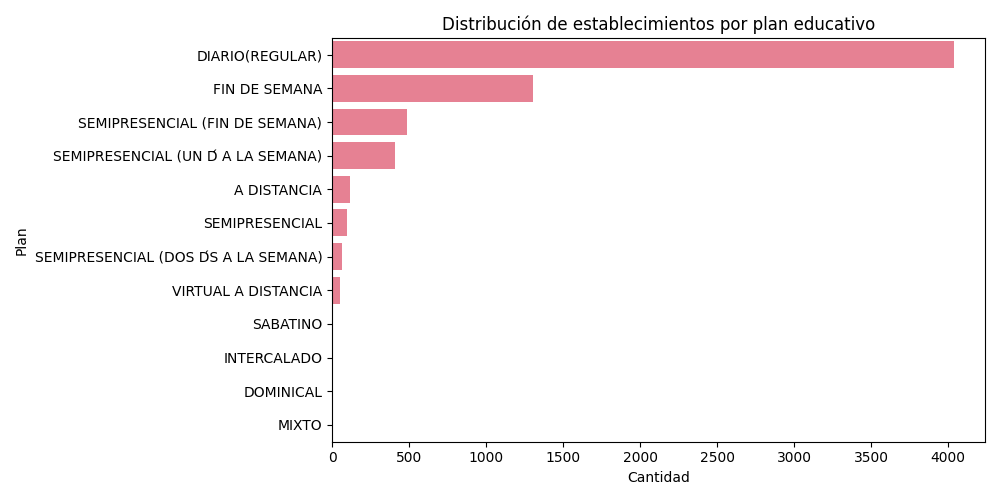 Distribución de establecimientos por plan educativo
Plan
DIARIO(REGULAR)
FIN DE SEMANA
SEMIPRESENCIAL (FIN DE SEMANA)
SEMIPRESENCIAL (UN D́ A LA SEMANA)
A DISTANCIA
SEMIPRESENCIAL
SEMIPRESENCIAL (DOS D́S A LA SEMANA)
VIRTUAL A DISTANCIA
SABATINO
INTERCALADO
DOMINICAL
MIXTO
0 500 1000 1500 2000 2500 3000 3500 4000
Cantidad